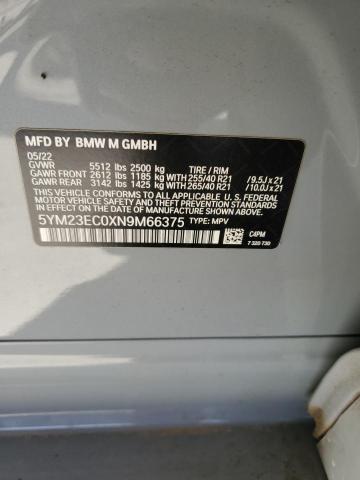 MFD BY BMW M GMBH
05/22
GVWR 5512 lbs 2500 kg TIRE / RIM
GAWR FRONT 2612 lbs 1185 kg WITH 255/40 R21 / 9.5J x 21
GAWR REAR 3142 lbs 1425 kg WITH 265/40 R21 / 10.0J x 21
THIS VEHICLE CONFORMS TO ALL APPLICABLE FEDERAL
MOTOR VEHICLE SAFETY AND THEFT PREVENTION STANDARDS
IN EFFECT ON THE DATE OF MANUFACTURE SHOWN ABOVE.
5YM23EC0XN9M66375 TYPE: MPV
C4PM
7 320 730